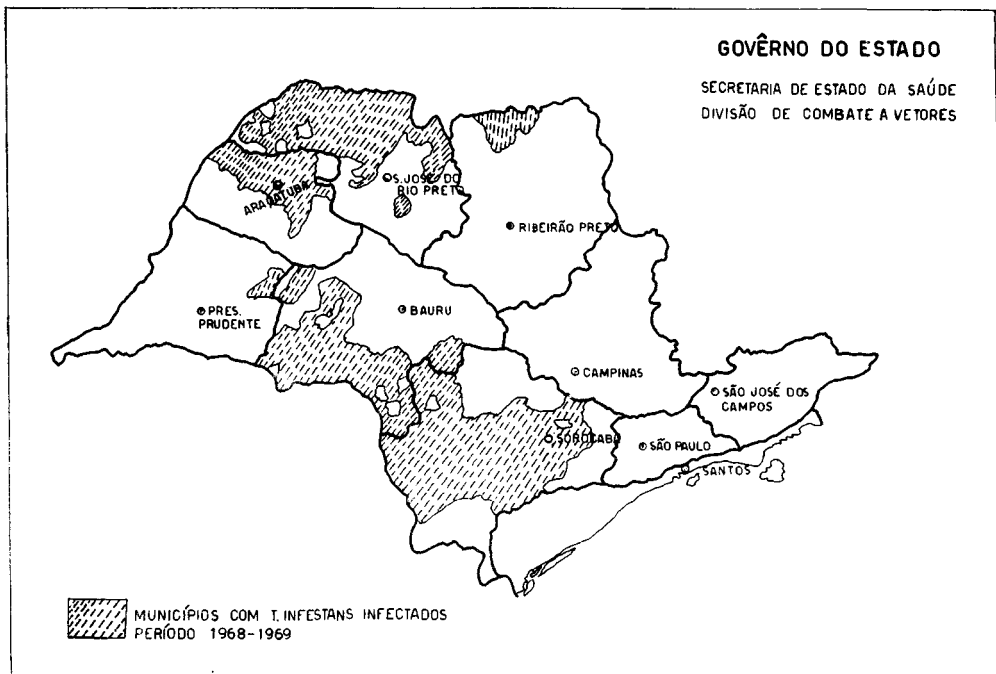 GOVÊRNO DO ESTADO
SECRETARIA DE ESTADO DA SAÚDE
DIVISÃO DE COMBATE A VETORES
S. JOSÉ DO
RIO PRETO
ARAÇATUBA
RIBEIRÃO PRETO
PRES.
PRUDENTE
BAURU
CAMPINAS
SÃO JOSÉ DOS
CAMPOS
SOROCABA
SÃO PAULO
SANTOS
MUNICÍPIOS COM T. INFESTANS INFECTADOS
PERÍODO 1968-1969